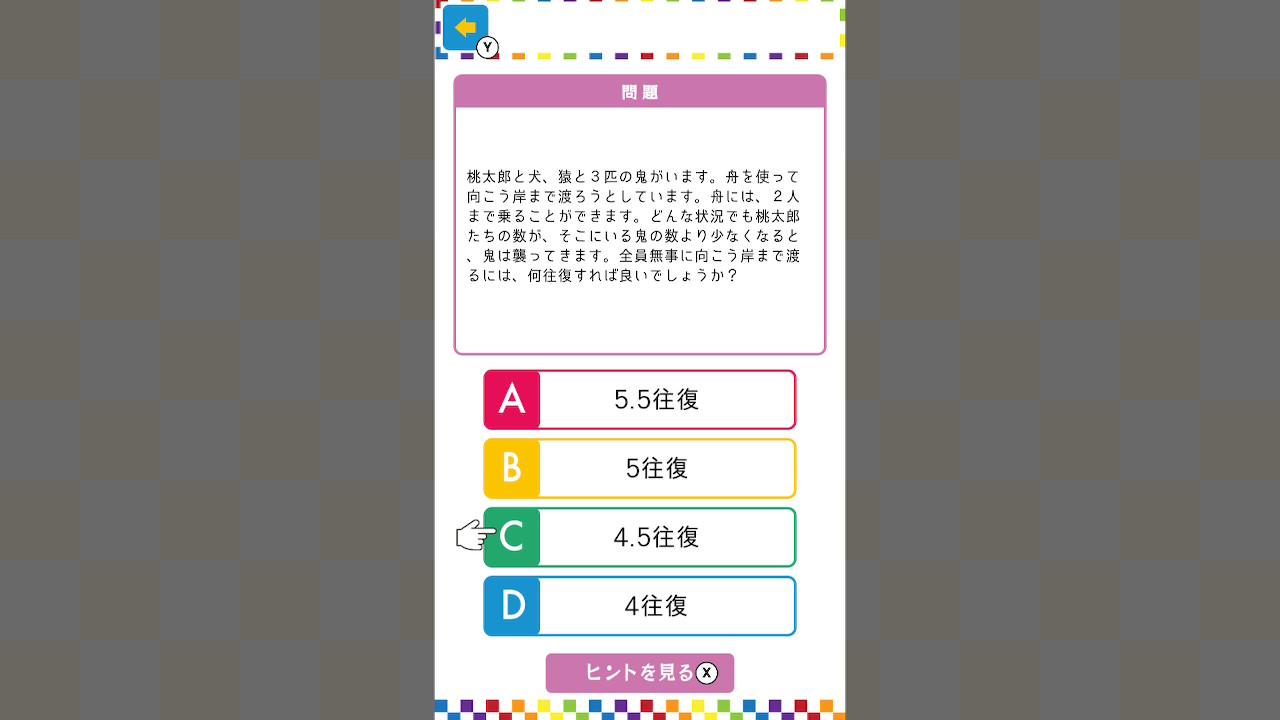 Y
問題
桃太郎と犬、猿と３匹の鬼がいます。舟を使って
向こう岸まで渡ろうとしています。舟には、２人
まで乗ることができます。どんな状況でも桃太郎
たちの数が、そこにいる鬼の数より少なくなると
、鬼は襲ってきます。全員無事に向こう岸まで渡
るには、何往復すれば良いでしょうか？
A 5.5往復
B 5往復
C 4.5往復
D 4往復
ヒントを見る X